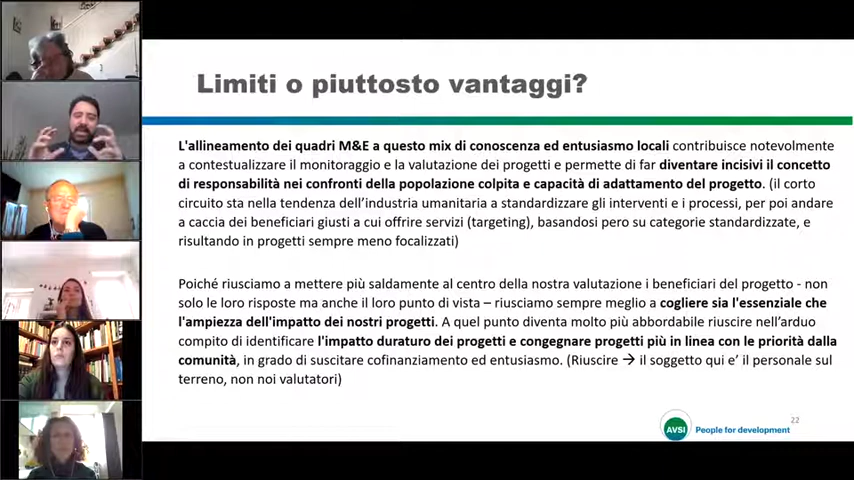 Limiti o piuttosto vantaggi?
L'allineamento dei quadri M&E a questo mix di conoscenza ed entusiasmo locali contribuisce notevolmente
a contestualizzare il monitoraggio e la valutazione dei progetti e permette di far diventare incisivi il concetto
di responsabilità nei confronti della popolazione colpita e capacità di adattamento del progetto. (il corto
circuito sta nella tendenza dell'industria umanitaria a standardizzare gli interventi e i processi, per poi andare
a caccia dei beneficiari giusti a cui offrire servizi (targeting), basandosi pero su categorie standardizzate, e
risultando in progetti sempre meno focalizzati)
Poiché riusciamo a mettere più saldamente al centro della nostra valutazione i beneficiari del progetto - non
solo le loro risposte ma anche il loro punto di vista – riusciamo sempre meglio a cogliere sia l'essenziale che
l'ampiezza dell'impatto dei nostri progetti. A quel punto diventa molto più abbordabile riuscire nell'arduo
compito di identificare l'impatto duraturo dei progetti e congegnare progetti più in linea con le priorità dalla
comunità, in grado di suscitare cofinanziamento ed entusiasmo. (Riuscire → il soggetto qui e' il personale sul
terreno, non noi valutatori)
22
AVSI People for development